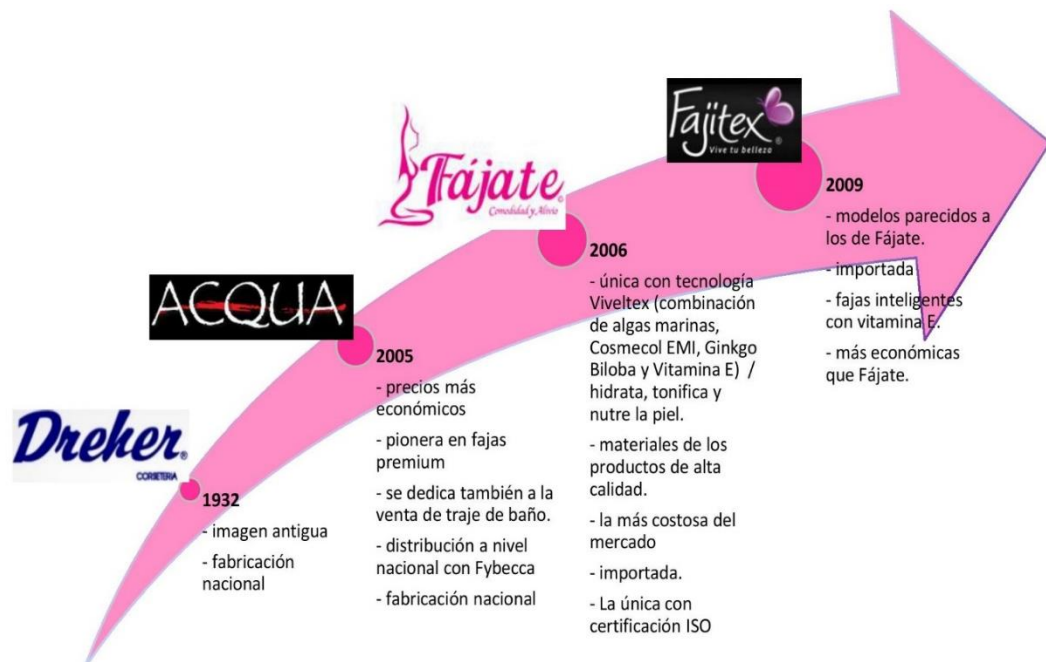 Dreher®
CORSETERIA
1932
- imagen antigua
- fabricación
nacional
ACQUA
2005
- precios más
económicos
- pionera en fajas
premium
- se dedica también a la
venta de traje de baño.
- distribución a nivel
nacional con Fybecca
- fabricación nacional
Fájate©
Comodidad y Alivio
2006
- única con tecnología
Viveltex (combinación
de algas marinas,
Cosmecol EMI, Ginkgo
Biloba y Vitamina E) /
hidrata, tonifica y
nutre la piel.
- materiales de los
productos de alta
calidad.
- la más costosa del
mercado
- importada.
- La única con
certificación ISO
Fajitex®
Vive tu belleza
2009
- modelos parecidos a
los de Fájate.
- importada
- fajas inteligentes
con vitamina E.
- más económicas
que Fájate.